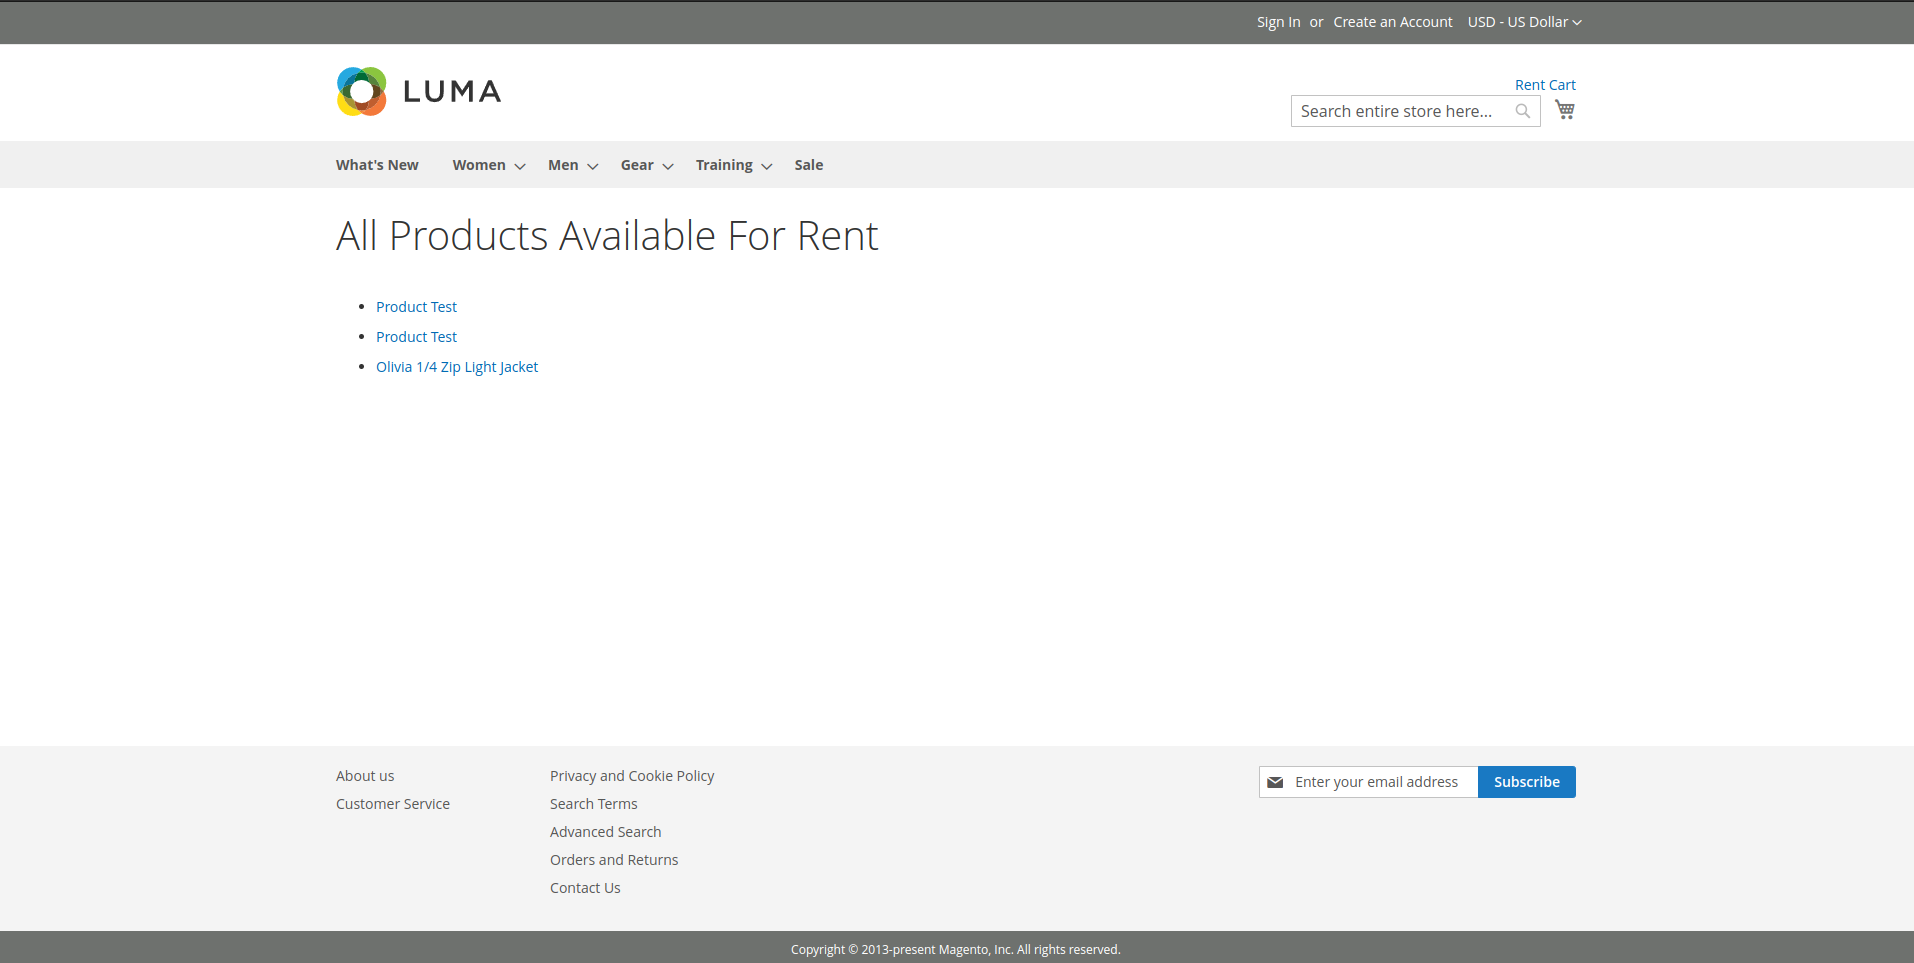 Sign In or Create an Account USD - US Dollar
LUMA
Rent Cart
Search entire store here...
What's New Women Men Gear Training Sale
All Products Available For Rent
Product Test
Product Test
Olivia 1/4 Zip Light Jacket
About us
Customer Service
Privacy and Cookie Policy
Search Terms
Advanced Search
Orders and Returns
Contact Us
Enter your email address Subscribe
Copyright © 2013-present Magento, Inc. All rights reserved.